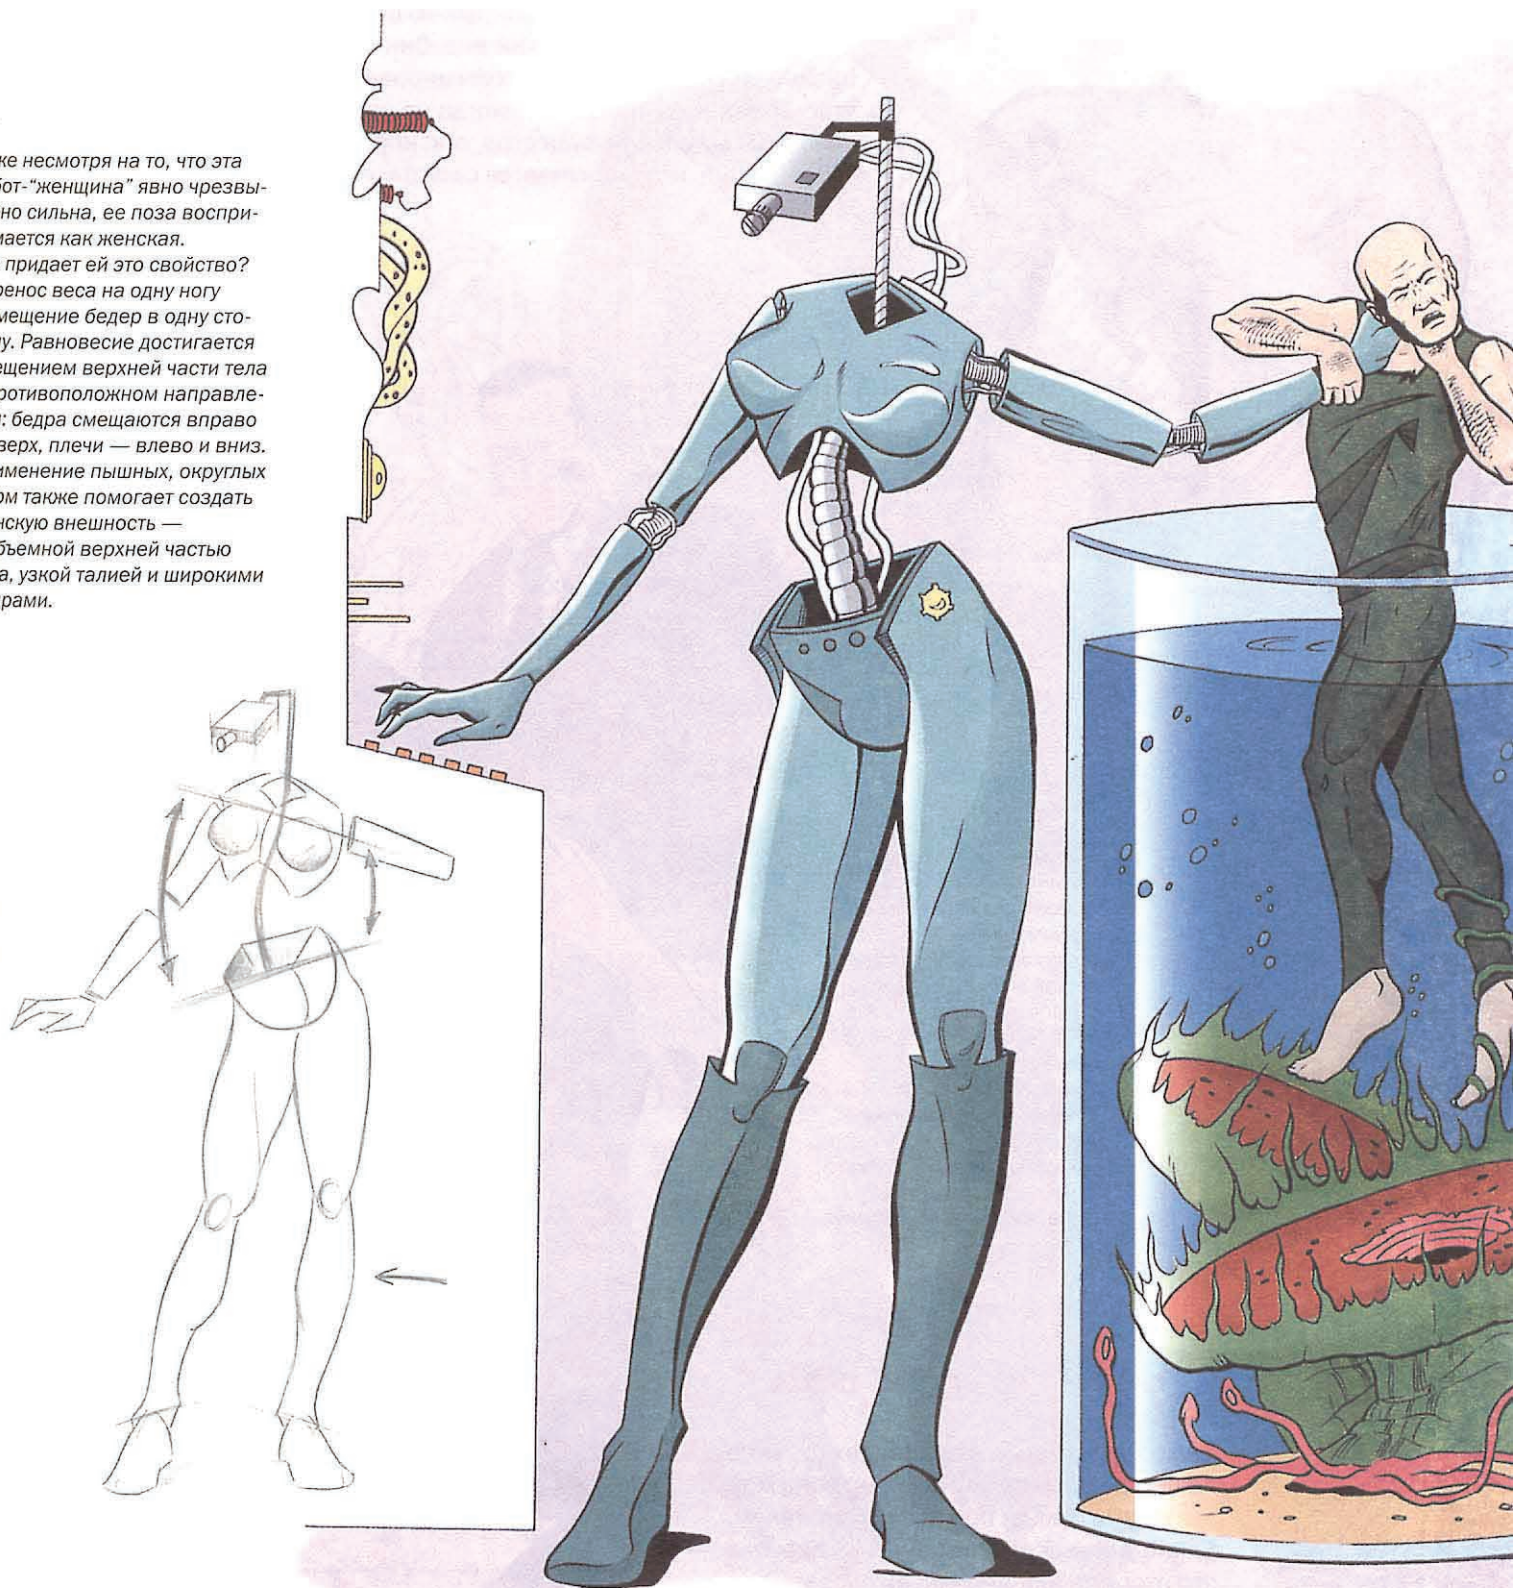 же несмотря на то, что эта
бот-“женщина” явно чрезвы-
но сильна, ее поза воспри-
мается как женская.
придает ей это свойство?
ренос веса на одну ногу
мещение бедер в одну сто-
у. Равновесие достигается
ещением верхней части тела
ротивоположном направле-
и: бедра смещаются вправо
верх, плечи — влево и вниз.
именение пышных, округлых
рм также помогает создать
нскую внешность —
бъемной верхней частью
а, узкой талией и широкими
рами.